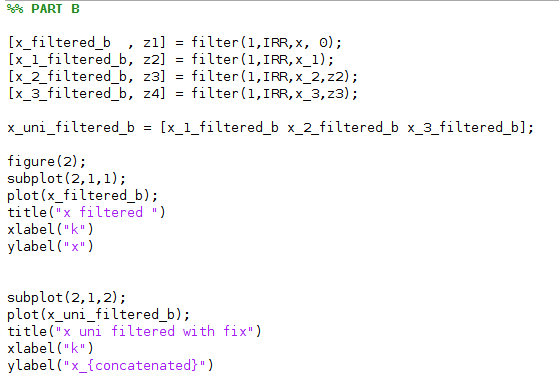 %% PART B
[x_filtered_b  , z1] = filter(1,IRR,x, 0);
[x_1_filtered_b, z2] = filter(1,IRR,x_1);
[x_2_filtered_b, z3] = filter(1,IRR,x_2,z2);
[x_3_filtered_b, z4] = filter(1,IRR,x_3,z3);
x_uni_filtered_b = [x_1_filtered_b x_2_filtered_b x_3_filtered_b];
figure(2);
subplot(2,1,1);
plot(x_filtered_b);
title("x filtered ")
xlabel("k")
ylabel("x")
subplot(2,1,2);
plot(x_uni_filtered_b);
title("x uni filtered with fix")
xlabel("k")
ylabel("x_{concatenated}")